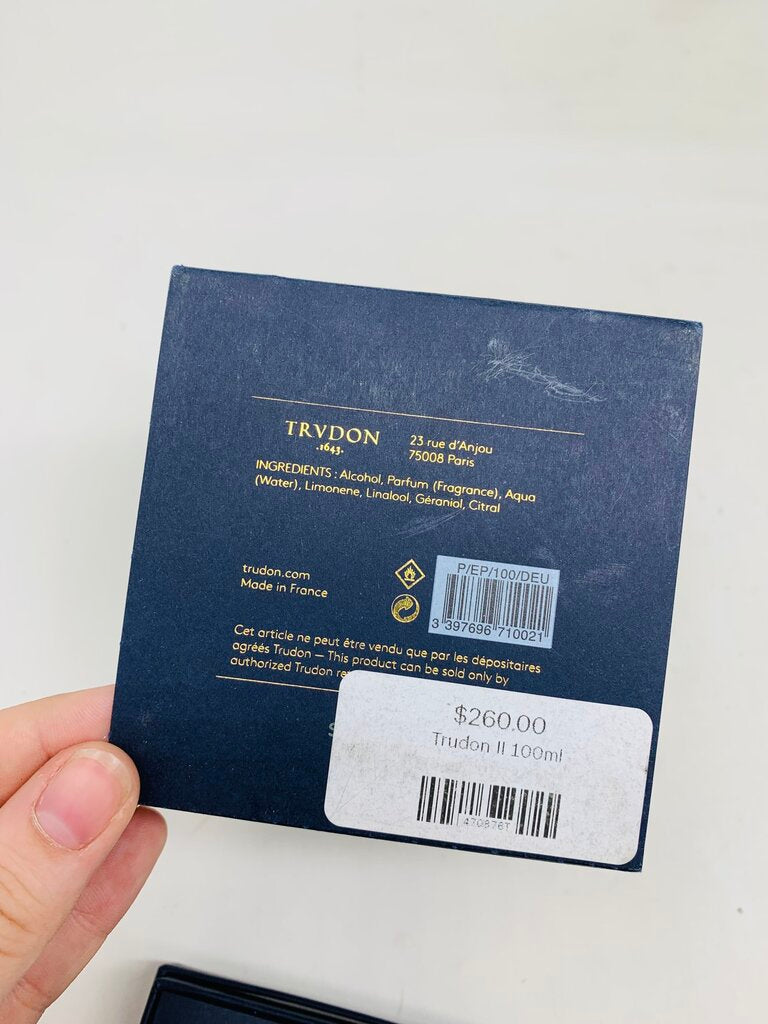 TRVDON
.1643.
23 rue d'Anjou
75008 Paris
INGREDIENTS : Alcohol, Parfum (Fragrance), Aqua
(Water), Limonene, Linalool, Géraniol, Citral
trudon.com
Made in France
P/EP/100/DEU
3 397696 710021
Cet article ne peut être vendu que par les dépositaires
agréés Trudon — This product can be sold only by
authorized Trudon
$260.00
Trudon II 100ml